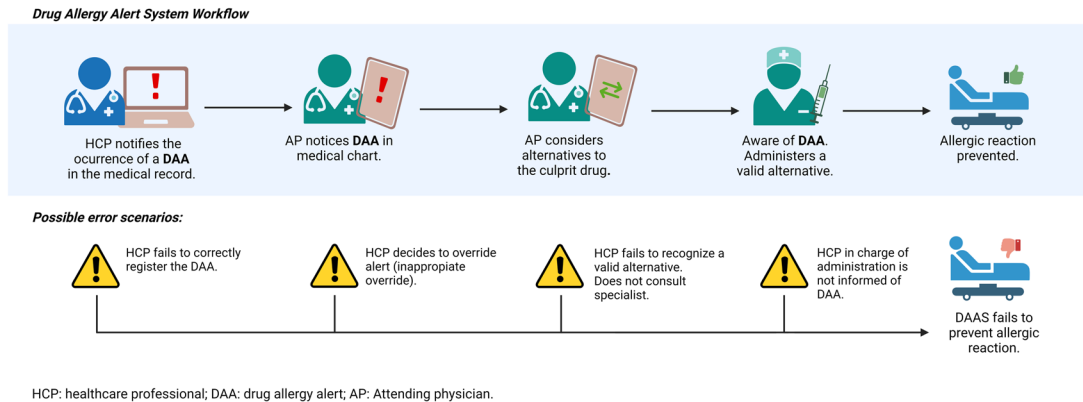 Drug Allergy Alert System Workflow
HCP notifies the
ocurrence of a DAA
in the medical record.
AP notices DAA in
medical chart.
AP considers
alternatives to
the culprit drug.
Aware of DAA.
Administers a
valid alternative.
Allergic reaction
prevented.
Possible error scenarios:
HCP fails to correctly
register the DAA.
HCP decides to override
alert (inappropiate
override).
HCP fails to recognize a
valid alternative.
Does not consult
specialist.
HCP in charge of
administration is
not informed of
DAA.
DAAS fails to
prevent allergic
reaction.
HCP: healthcare professional; DAA: drug allergy alert; AP: Attending physician.